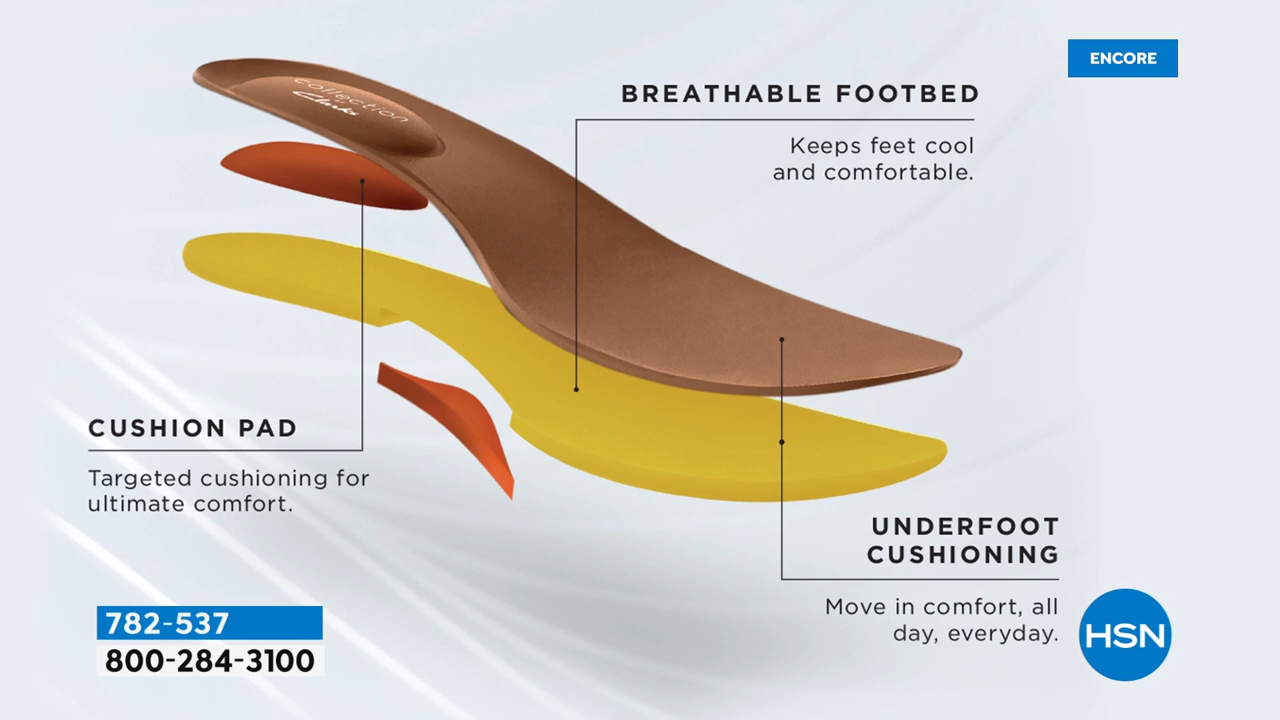 ENCORE
collection
Clarks
BREATHABLE FOOTBED
Keeps feet cool
and comfortable.
CUSHION PAD
Targeted cushioning for
ultimate comfort.
UNDERFOOT
CUSHIONING
Move in comfort, all
day, everyday.
782-537
800-284-3100
HSN